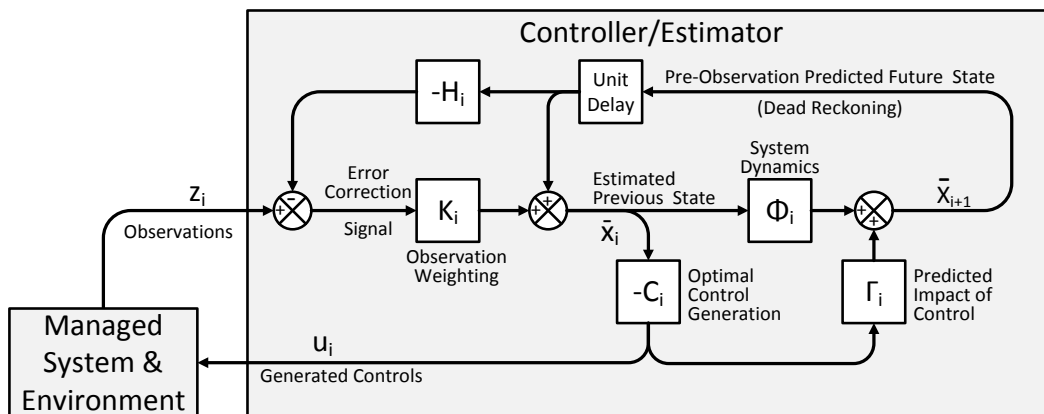 Controller/Estimator
-Hᵢ
Unit
Delay
Pre-Observation Predicted Future State
(Dead Reckoning)
System
Dynamics
Error
Correction
Signal
zᵢ
Observations
+
−
Kᵢ
Observation
Weighting
+
+
Estimated
Previous State
x̄ᵢ
Φᵢ
+
+
x̄ᵢ₊₁
-Cᵢ
Optimal
Control
Generation
Γᵢ
Predicted
Impact of
Control
Managed
System &
Environment
uᵢ
Generated Controls